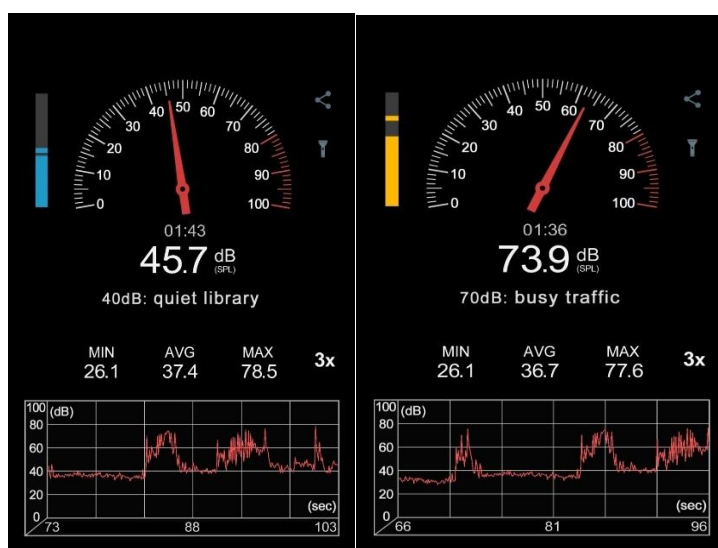 0 10 20 30 40 50 60 70 80 90 100
01:43
45.7 dB
(SPL)
40dB: quiet library
MIN AVG MAX
26.1 37.4 78.5
3x
100 (dB)
80
60
40
20
0
(sec)
73 88 103
0 10 20 30 40 50 60 70 80 90 100
01:36
73.9 dB
(SPL)
70dB: busy traffic
MIN AVG MAX
26.1 36.7 77.6
3x
100 (dB)
80
60
40
20
0
(sec)
66 81 96